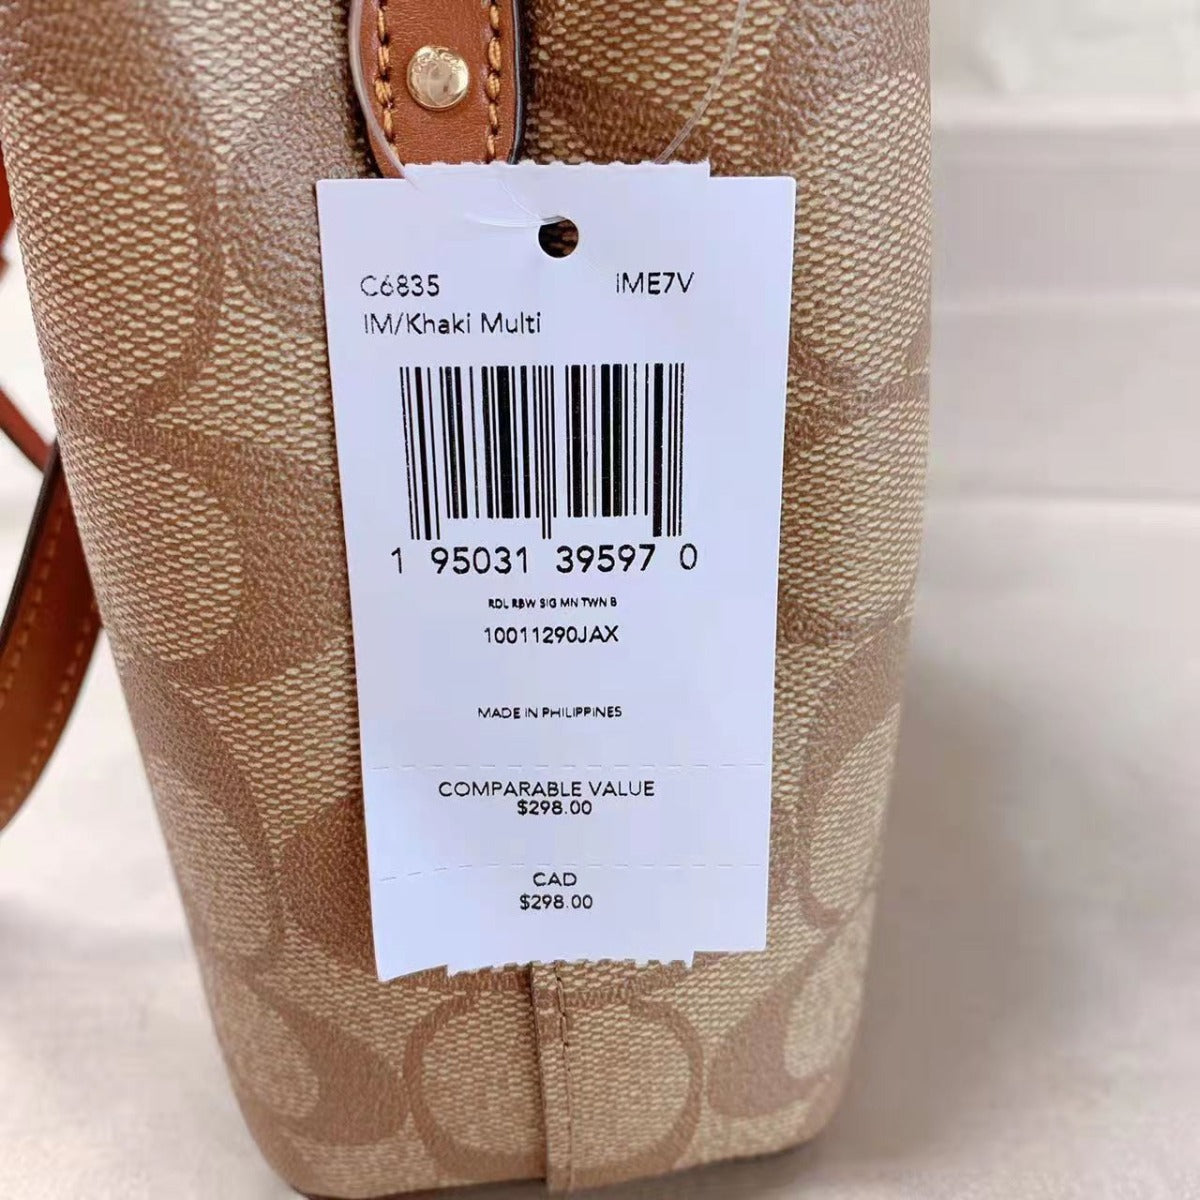 C6835 IME7V
IM/Khaki Multi
1 95031 39597 0
RDL RBW SIG MN TWN B
10011290JAX
MADE IN PHILIPPINES
COMPARABLE VALUE
$298.00
CAD
$298.00